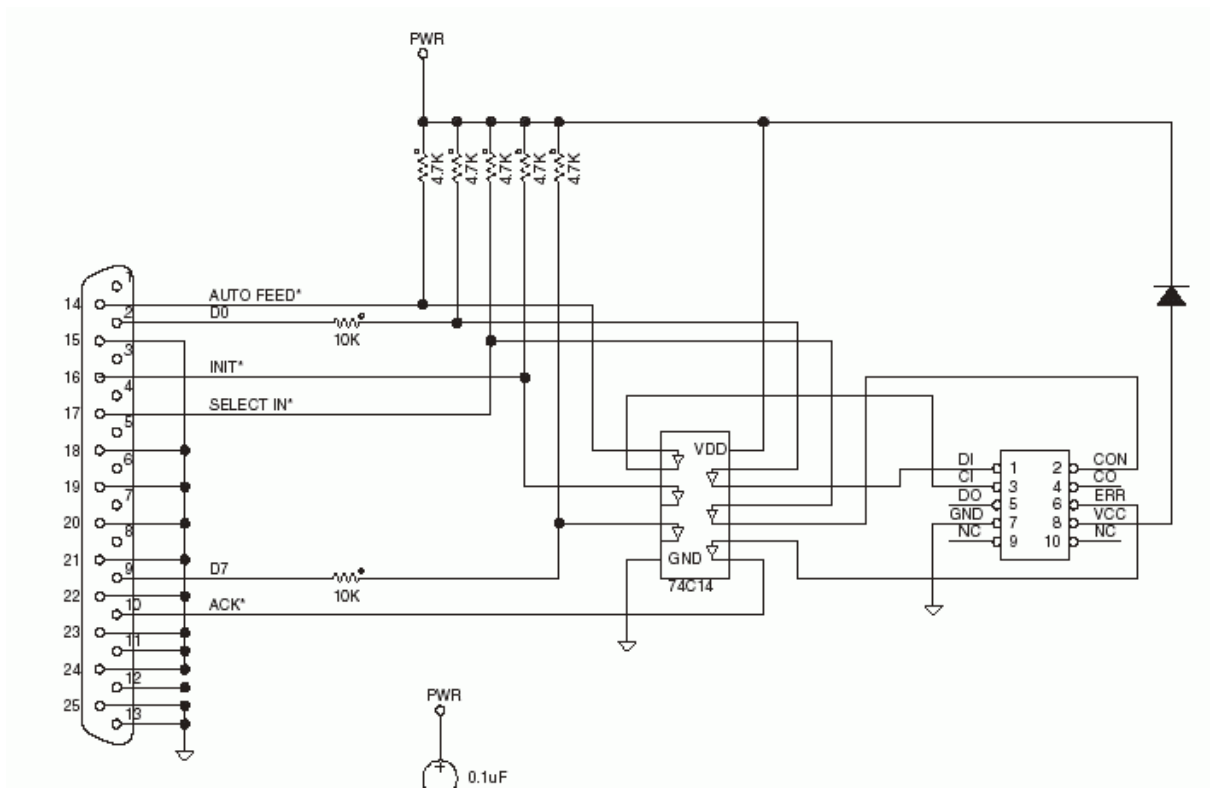 PWR
4.7K 4.7K 4.7K 4.7K 4.7K
1
14 AUTO FEED*
2 D0
10K
15
3
16 INIT*
4
17 SELECT IN*
5
18
6
19
7
20
8
21
9 D7
10K
22
10 ACK*
23
11
24
12
25
13
VDD
GND
74C14
DI 1 2 CON
CI 3 4 CO
DO 5 6 ERR
GND 7 8 VCC
NC 9 10 NC
PWR
+
0.1uF